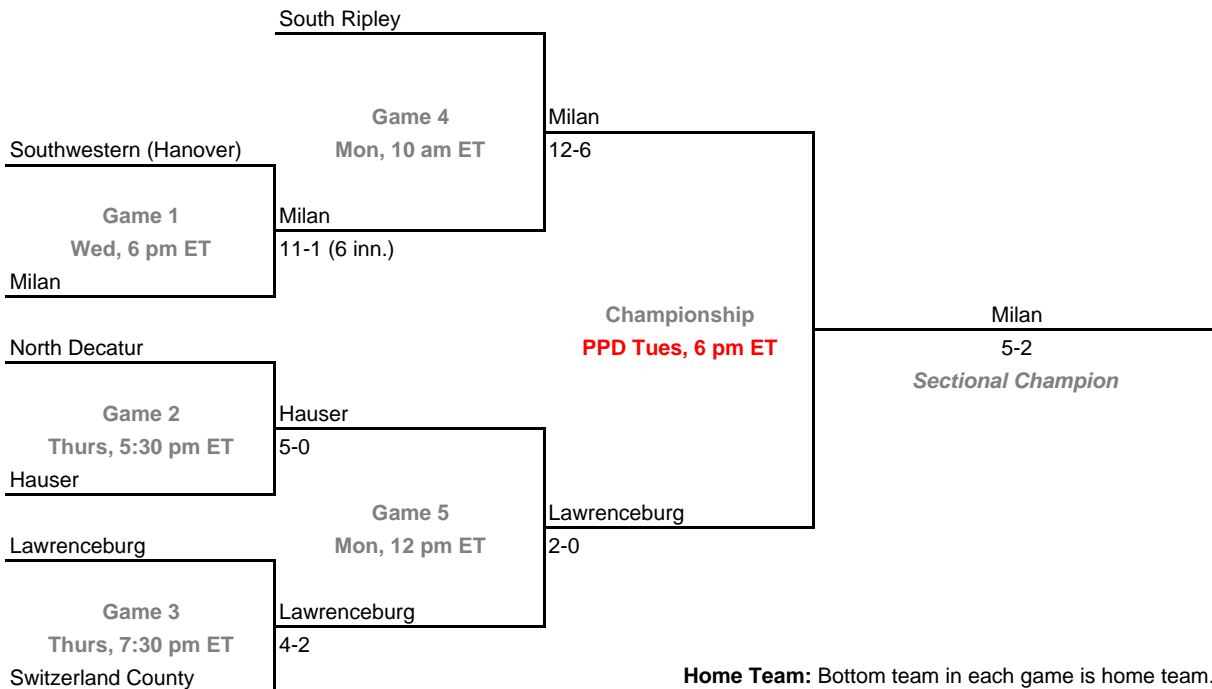 South Ripley
Game 4
Milan
Southwestern (Hanover)
Mon, 10 am ET
12-6
Game 1
Milan
Wed, 6 pm ET
11-1 (6 inn.)
Milan
Championship
Milan
North Decatur
PPD Tues, 6 pm ET
5-2
Sectional Champion
Game 2
Hauser
Thurs, 5:30 pm ET
5-0
Hauser
Game 5
Lawrenceburg
Lawrenceburg
Mon, 12 pm ET
2-0
Game 3
Lawrenceburg
Thurs, 7:30 pm ET
4-2
Switzerland County
Home Team: Bottom team in each game is home team.